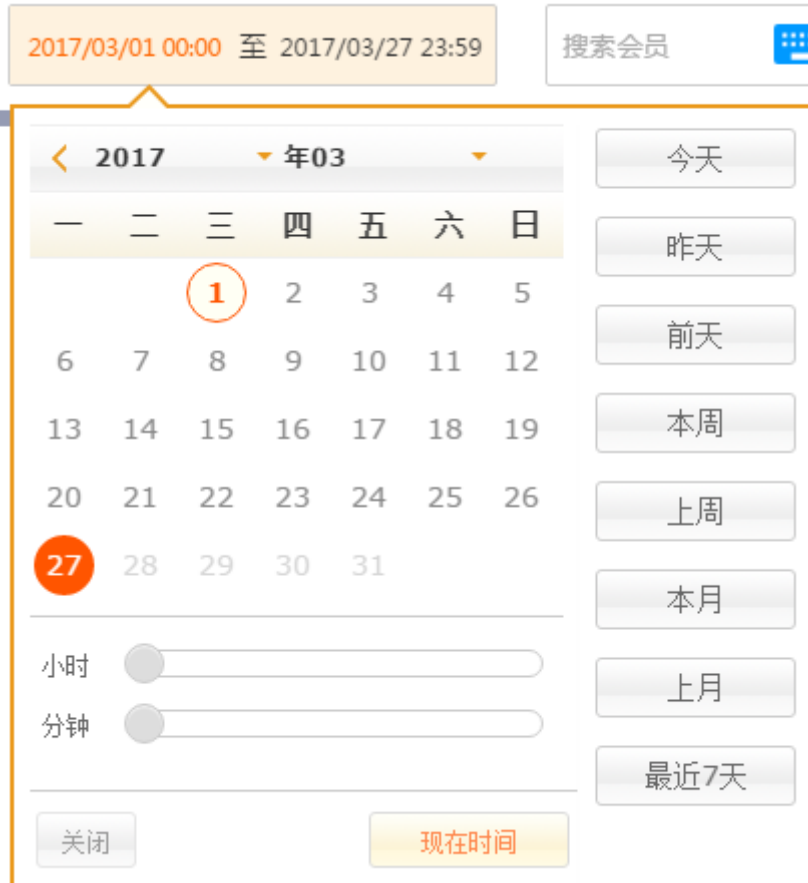 2017/03/01 00:00 至 2017/03/27 23:59
搜索会员
2017 年03
一 二 三 四 五 六 日
1 2 3 4 5
6 7 8 9 10 11 12
13 14 15 16 17 18 19
20 21 22 23 24 25 26
27 28 29 30 31
小时
分钟
关闭 现在时间
今天
昨天
前天
本周
上周
本月
上月
最近7天